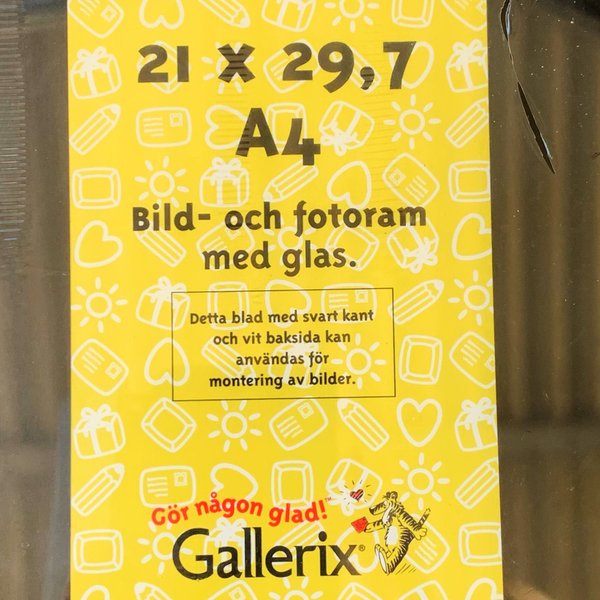 21 x 29,7
A4
Bild- och fotoram
med glas.
Detta blad med svart kant
och vit baksida kan
användas för
montering av bilder.
Gör någon glad!™
Gallerix®